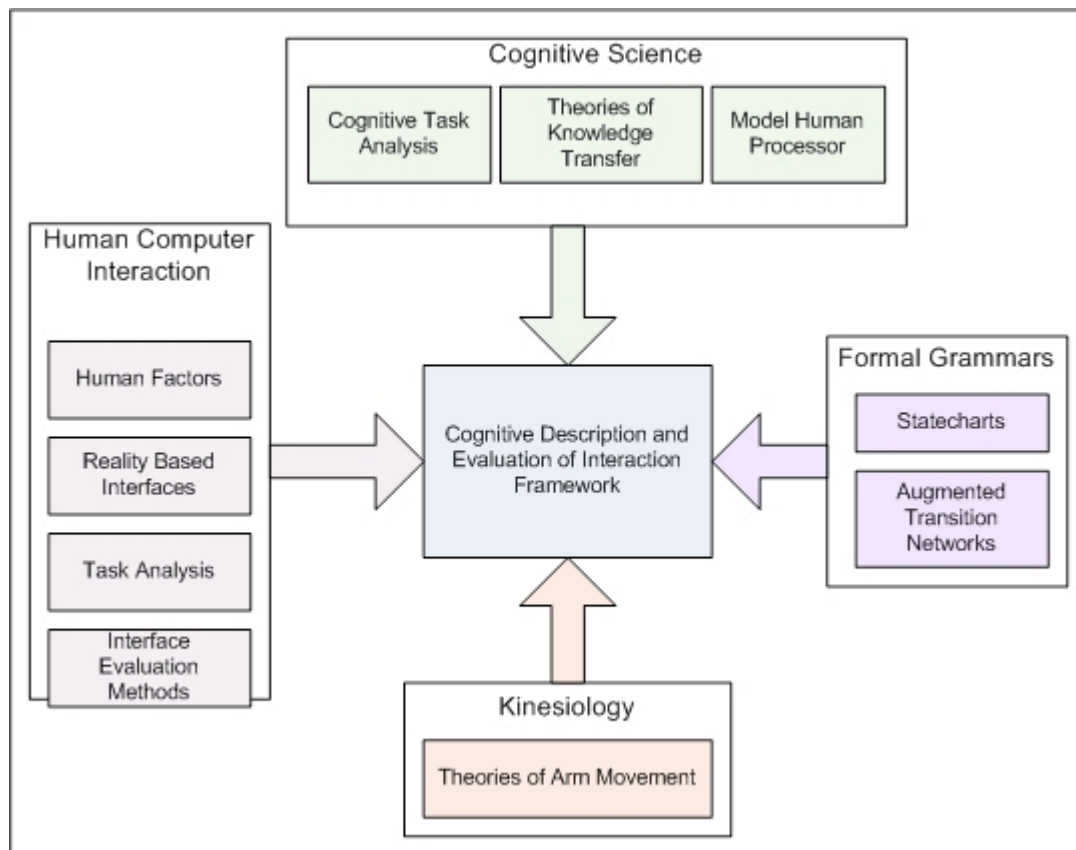 Cognitive Science
Cognitive Task
Analysis
Theories of
Knowledge
Transfer
Model Human
Processor
Human Computer
Interaction
Human Factors
Reality Based
Interfaces
Task Analysis
Interface
Evaluation
Methods
Cognitive Description and
Evaluation of Interaction
Framework
Formal Grammars
Statecharts
Augmented
Transition
Networks
Kinesiology
Theories of Arm Movement